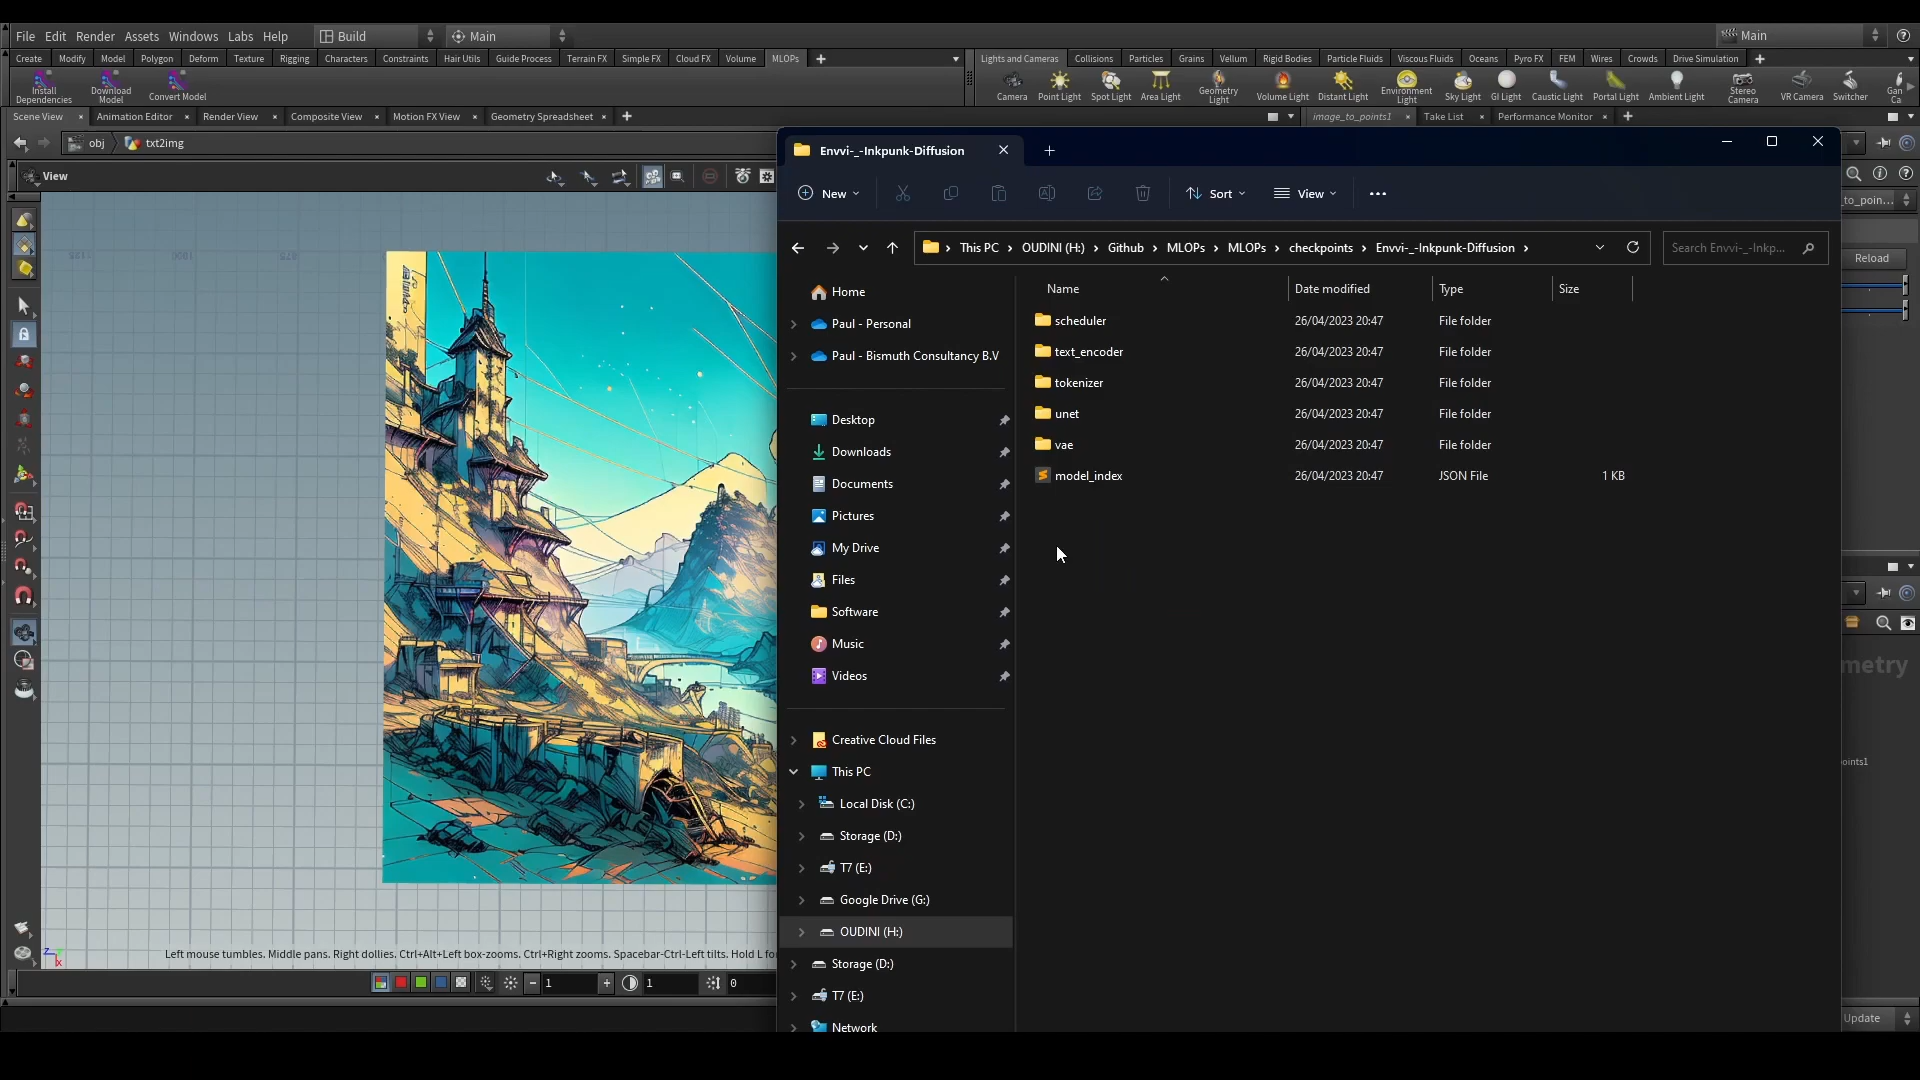 File Edit Render Assets Windows Labs Help Build Main Main
Create Modify Model Polygon Deform Texture Rigging Characters Constraints Hair Utils Guide Process Terrain FX Simple FX Cloud FX Volume MLOPs
Lights and Cameras Collisions Particles Grains Vellum Rigid Bodies Particle Fluids Viscous Fluids Oceans Pyro FX FEM Wires Crowds Drive Simulation
Install Dependencies
Download Model
Convert Model
Camera
Point Light
Spot Light
Area Light
Geometry Light
Volume Light
Distant Light
Environment Light
Sky Light
GI Light
Caustic Light
Portal Light
Ambient Light
Stereo Camera
VR Camera
Switcher
Gan
Ca
Scene View Animation Editor Render View Composite View Motion FX View Geometry Spreadsheet
image_to_points1 Take List Performance Monitor
obj txt2img
Envvi-_-Inkpunk-Diffusion
View
New Sort View
_to_poin...
This PC OUDINI (H:) Github MLOPs MLOPs checkpoints Envvi-_-Inkpunk-Diffusion
Search Envvi-_-Inkp...
Reload
Name Date modified Type Size
Home
scheduler 26/04/2023 20:47 File folder
Paul - Personal
text_encoder 26/04/2023 20:47 File folder
Paul - Bismuth Consultancy B.V
tokenizer 26/04/2023 20:47 File folder
unet 26/04/2023 20:47 File folder
Desktop
vae 26/04/2023 20:47 File folder
Downloads
model_index 26/04/2023 20:47 JSON File 1 KB
Documents
Pictures
My Drive
Files
Software
Music
Videos
metry
Creative Cloud Files
oints1
This PC
Local Disk (C:)
Storage (D:)
T7 (E:)
Google Drive (G:)
OUDINI (H:)
Left mouse tumbles. Middle pans. Right dollies. Ctrl+Alt+Left box-zooms. Ctrl+Right zooms. Spacebar-Ctrl-Left tilts. Hold L fo
Storage (D:)
1 1 0
T7 (E:)
Update
Network